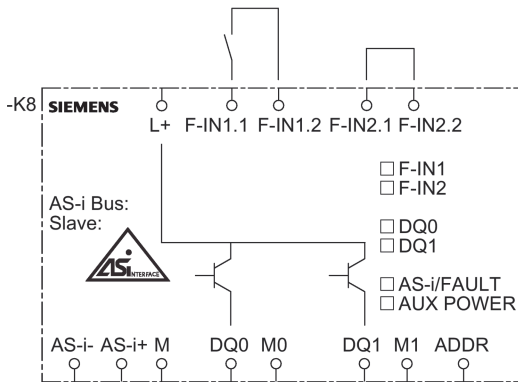 -K8 SIEMENS
L+ F-IN1.1 F-IN1.2 F-IN2.1 F-IN2.2
F-IN1
F-IN2
AS-i Bus:
Slave:
DQ0
DQ1
ASi
INTERFACE
AS-i/FAULT
AUX POWER
AS-i- AS-i+ M DQ0 M0 DQ1 M1 ADDR